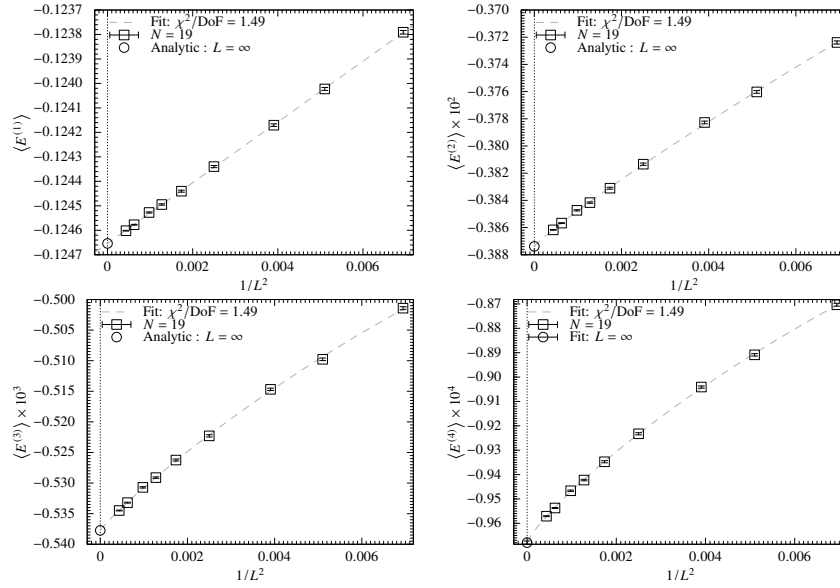 −0.1237
−0.1238
−0.1239
−0.1240
−0.1241
−0.1242
−0.1243
−0.1244
−0.1245
−0.1246
−0.1247
⟨E^(1)⟩
Fit: χ²/DoF = 1.49
N = 19
Analytic : L = ∞
0 0.002 0.004 0.006
1/L²
−0.370
−0.372
−0.374
−0.376
−0.378
−0.380
−0.382
−0.384
−0.386
−0.388
⟨E^(2)⟩ × 10²
Fit: χ²/DoF = 1.49
N = 19
Analytic : L = ∞
0 0.002 0.004 0.006
1/L²
−0.500
−0.505
−0.510
−0.515
−0.520
−0.525
−0.530
−0.535
−0.540
⟨E^(3)⟩ × 10³
Fit: χ²/DoF = 1.49
N = 19
Analytic : L = ∞
0 0.002 0.004 0.006
1/L²
−0.87
−0.88
−0.89
−0.90
−0.91
−0.92
−0.93
−0.94
−0.95
−0.96
⟨E^(4)⟩ × 10⁴
Fit: χ²/DoF = 1.49
N = 19
Fit: L = ∞
0 0.002 0.004 0.006
1/L²